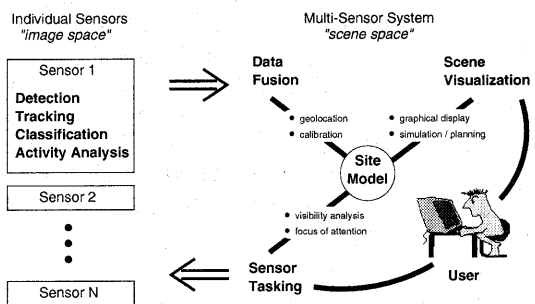 Individual Sensors
"image space"
Sensor 1
Detection
Tracking
Classification
Activity Analysis
Sensor 2
Sensor N
Multi-Sensor System
"scene space"
Data
Fusion
Scene
Visualization
• geolocation
• calibration
• graphical display
• simulation / planning
Site
Model
• visibility analysis
• focus of attention
Sensor
Tasking
User